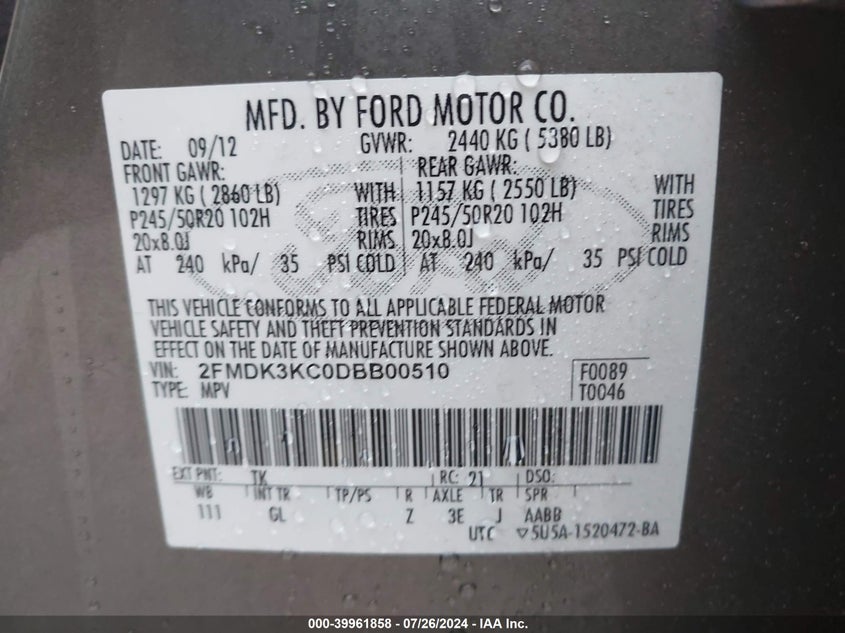 MFD. BY FORD MOTOR CO.
DATE: 09/12 GVWR: 2440 KG ( 5380 LB)
FRONT GAWR: REAR GAWR:
1297 KG ( 2860 LB) WITH 1157 KG ( 2550 LB) WITH
P245/50R20 102H TIRES P245/50R20 102H TIRES
20x8.0J RIMS 20x8.0J RIMS
AT 240 kPa/ 35 PSI COLD AT 240 kPa/ 35 PSI COLD
THIS VEHICLE CONFORMS TO ALL APPLICABLE FEDERAL MOTOR
VEHICLE SAFETY AND THEFT PREVENTION STANDARDS IN
EFFECT ON THE DATE OF MANUFACTURE SHOWN ABOVE.
VIN: 2FMDK3KC0DBB00510 F0089
TYPE: MPV T0046
EXT PNT: TK RC: 21 DSO:
WB INT TR TP/PS R AXLE TR SPR
111 GL Z 3E J AABB
UTC ▽5U5A-1520472-BA
000-39961858 / 07/26/2024 - IAA Inc.